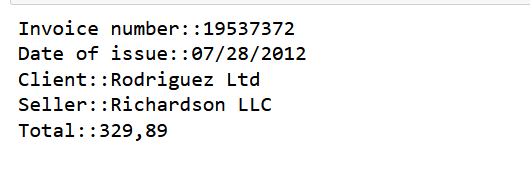 Invoice number::19537372
Date of issue::07/28/2012
Client::Rodriguez Ltd
Seller::Richardson LLC
Total::329,89